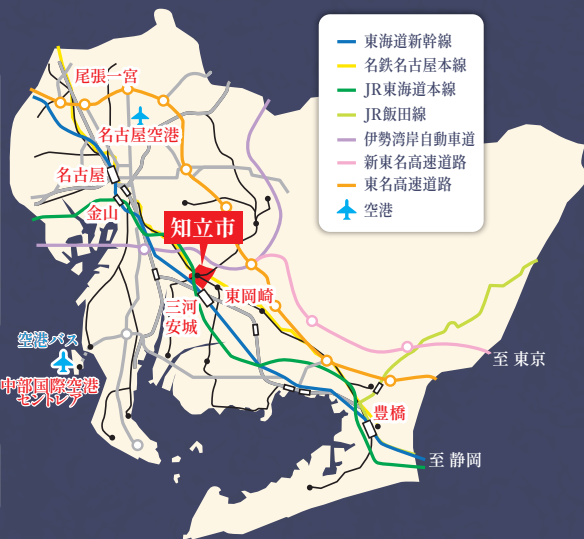 東海道新幹線
名鉄名古屋本線
JR東海道本線
JR飯田線
伊勢湾岸自動車道
新東名高速道路
東名高速道路
空港
尾張一宮
名古屋空港
名古屋
金山
知立市
東岡崎
三河
安城
空港バス
中部国際空港
セントレア
至 東京
豊橋
至 静岡